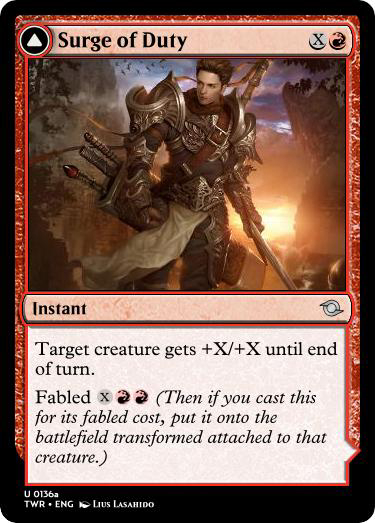 Surge of Duty X R
Instant
Target creature gets +X/+X until end
of turn.
Fabled X R R (Then if you cast this
for its fabled cost, put it onto the
battlefield transformed attached to that
creature.)
U 0136a
TWR • ENG Lius Lasahido